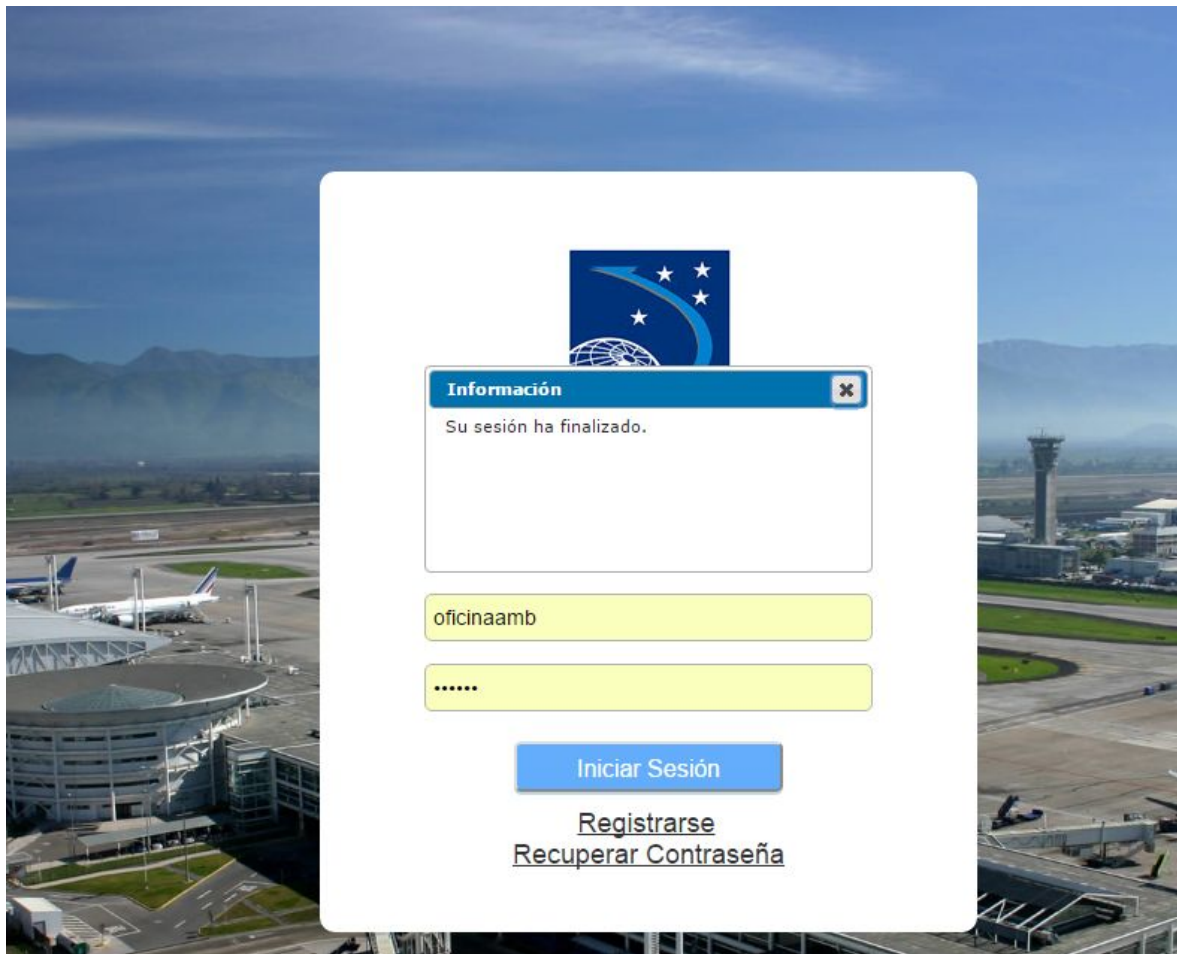 Información
Su sesión ha finalizado.
oficinaamb
••••••
Iniciar Sesión
Registrarse
Recuperar Contraseña